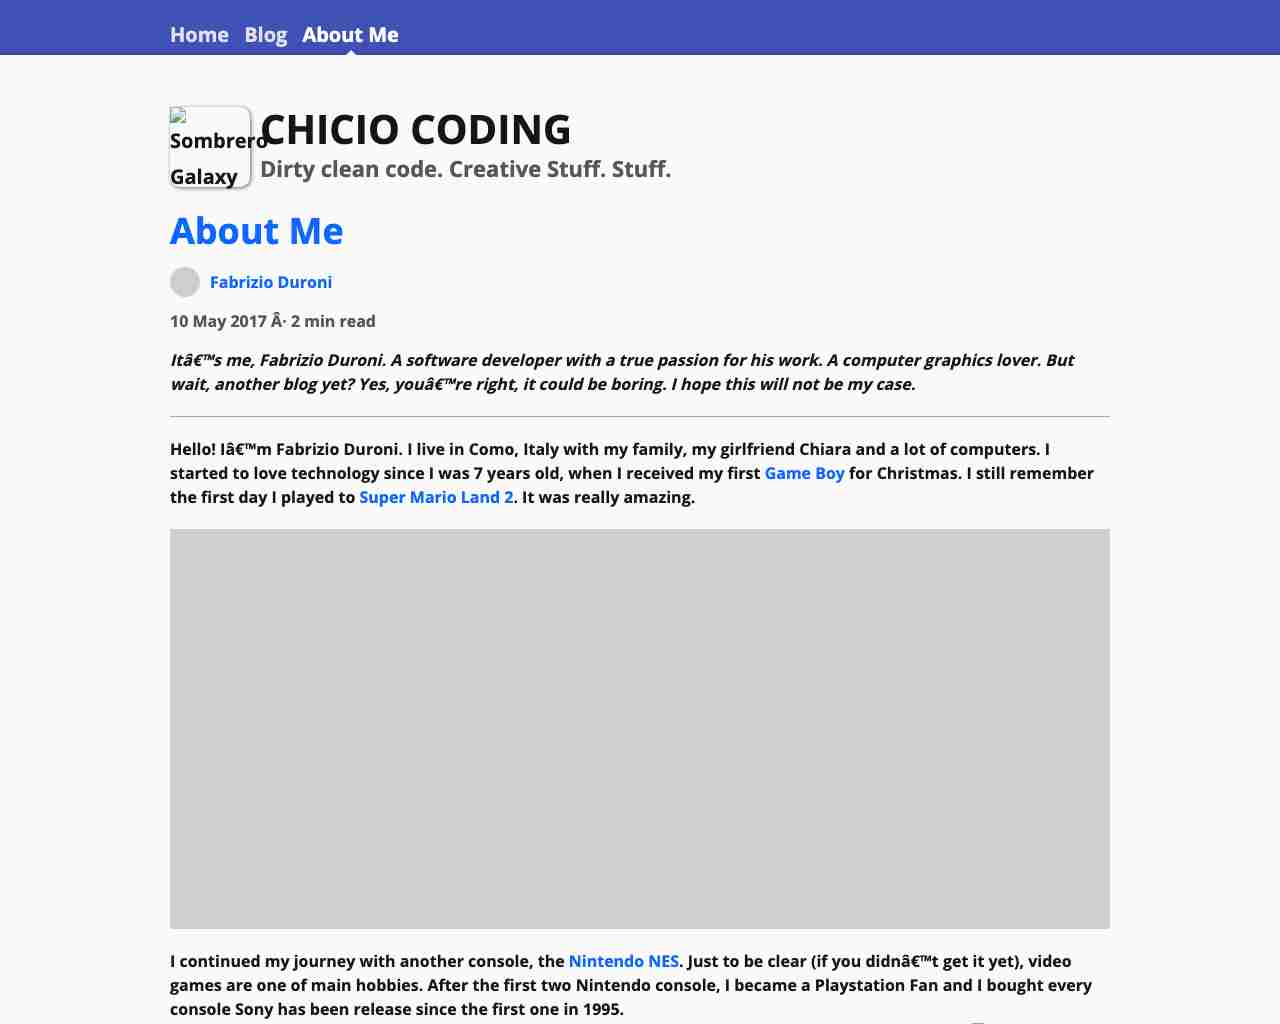 Home Blog About Me
Sombrero
Galaxy
CHICIO CODING
Dirty clean code. Creative Stuff. Stuff.
About Me
Fabrizio Duroni
10 May 2017 Â· 2 min read
Itâ€™s me, Fabrizio Duroni. A software developer with a true passion for his work. A computer graphics lover. But
wait, another blog yet? Yes, youâ€™re right, it could be boring. I hope this will not be my case.
Hello! Iâ€™m Fabrizio Duroni. I live in Como, Italy with my family, my girlfriend Chiara and a lot of computers. I
started to love technology since I was 7 years old, when I received my first Game Boy for Christmas. I still remember
the first day I played to Super Mario Land 2. It was really amazing.
I continued my journey with another console, the Nintendo NES. Just to be clear (if you didnâ€™t get it yet), video
games are one of main hobbies. After the first two Nintendo console, I became a Playstation Fan and I bought every
console Sony has been release since the first one in 1995.